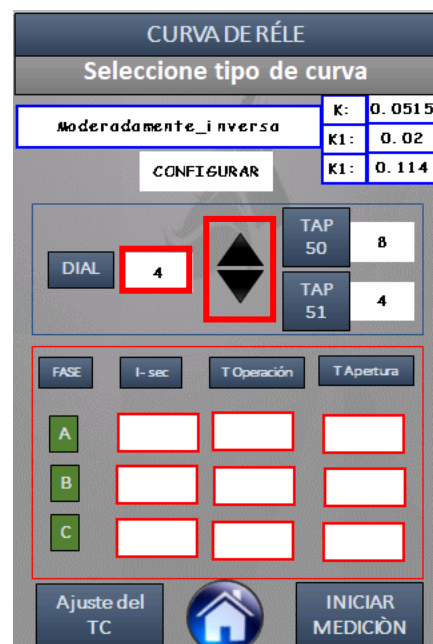 CURVA DE RÉLE
Seleccione tipo de curva
Moderadamente_inversa
K: 0.0515
K1: 0.02
K1: 0.114
CONFIGURAR
DIAL 4
TAP 50 8
TAP 51 4
FASE I- sec T Operación T Apertura
A
B
C
Ajuste del TC
INICIAR MEDICIÒN